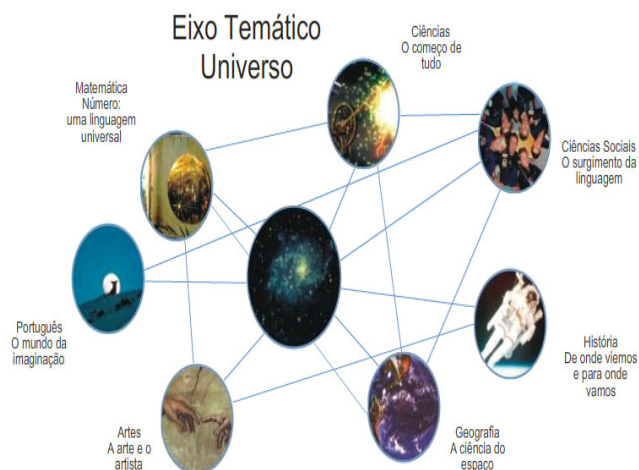 Eixo Temático
Universo
Ciências
O começo de
tudo
Matemática
Número:
uma linguagem
universal
Ciências Sociais
O surgimento da
linguagem
Português
O mundo da
imaginação
História
De onde viemos
e para onde
vamos
Artes
A arte e o
artista
Geografia
A ciência do
espaço